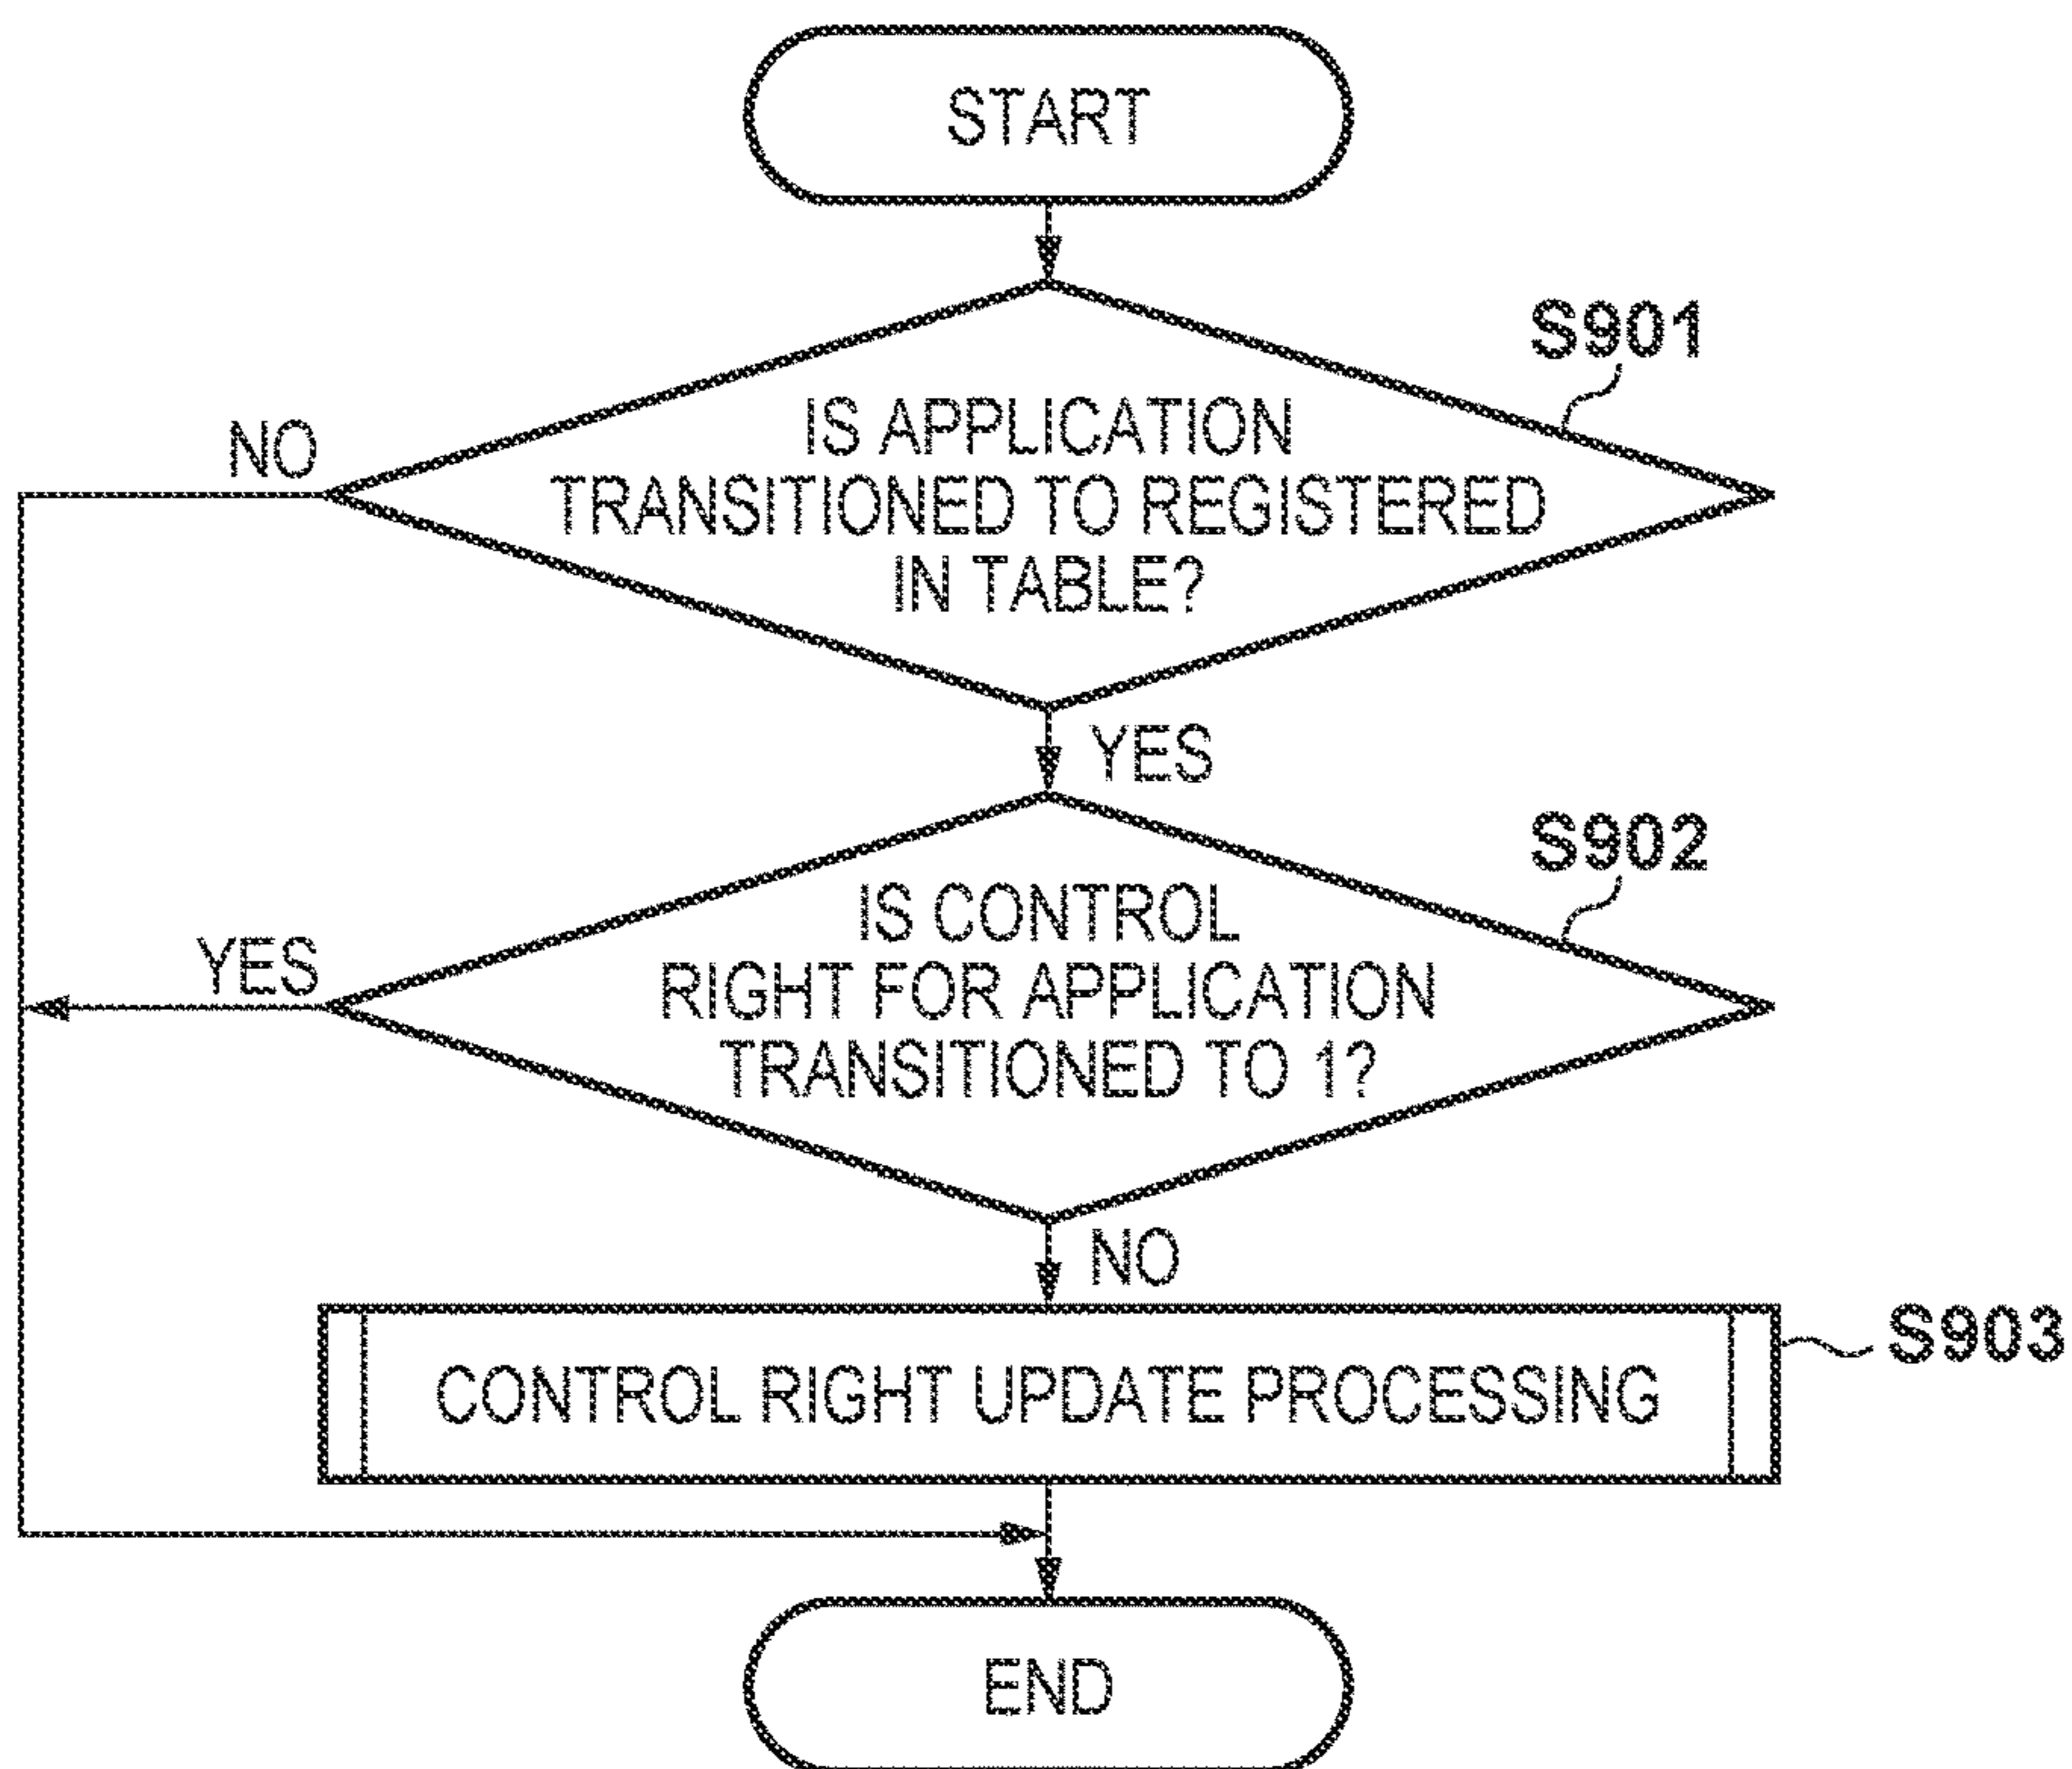 START
S901
IS APPLICATION
TRANSITIONED TO REGISTERED
IN TABLE?
NO
YES
S902
IS CONTROL
RIGHT FOR APPLICATION
TRANSITIONED TO 1?
YES
NO
S903
CONTROL RIGHT UPDATE PROCESSING
END